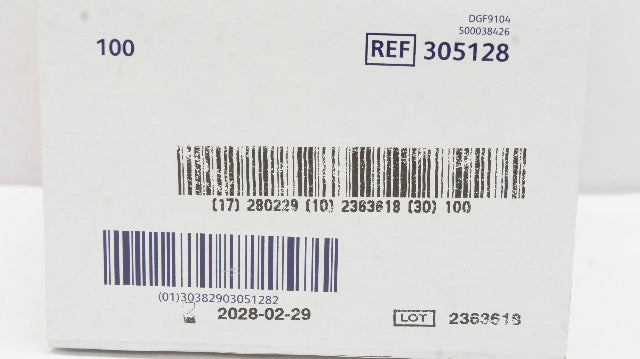 DGF9104
500038426
100
REF 305128
(17) 280229 (10) 2363618 (30) 100
(01)30382903051282
2028-02-29
LOT 2363618